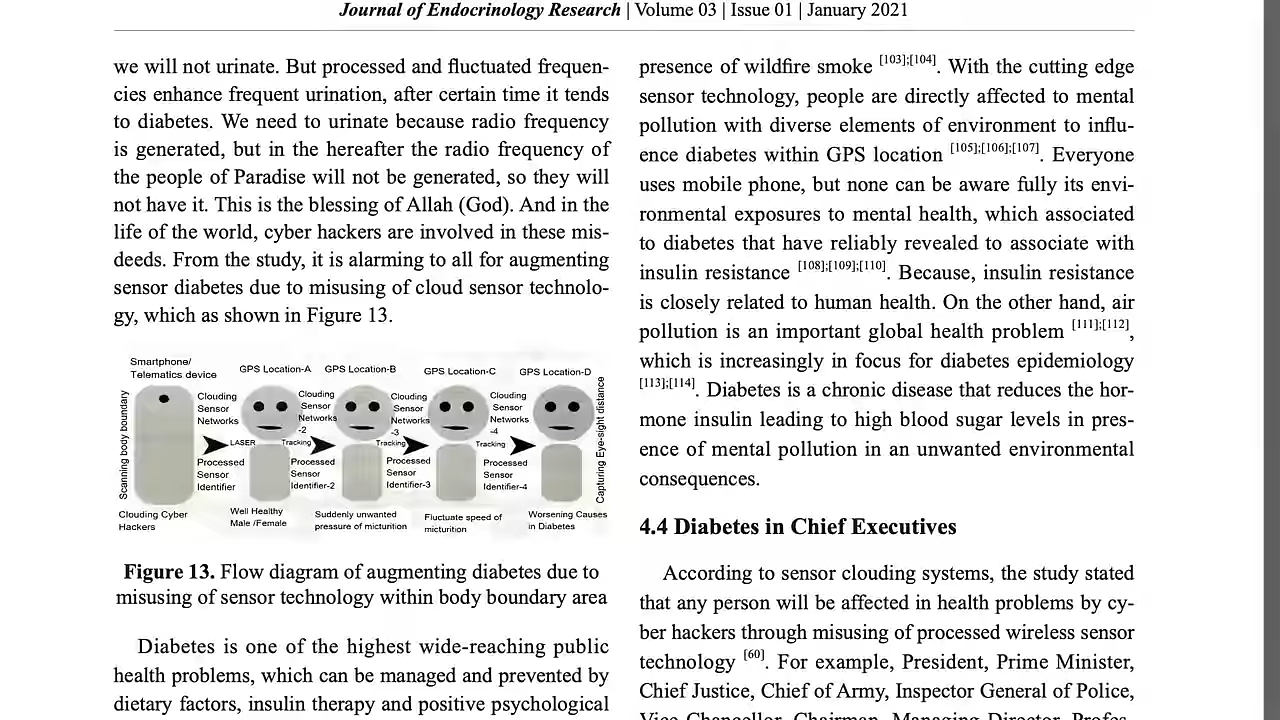 Journal of Endocrinology Research | Volume 03 | Issue 01 | January 2021
we will not urinate. But processed and fluctuated frequen-
cies enhance frequent urination, after certain time it tends
to diabetes. We need to urinate because radio frequency
is generated, but in the hereafter the radio frequency of
the people of Paradise will not be generated, so they will
not have it. This is the blessing of Allah (God). And in the
life of the world, cyber hackers are involved in these mis-
deeds. From the study, it is alarming to all for augmenting
sensor diabetes due to misusing of cloud sensor technolo-
gy, which as shown in Figure 13.
Smartphone/
Telematics device
GPS Location-A
GPS Location-B
GPS Location-C
GPS Location-D
Scanning body boundary
Clouding
Sensor
Networks
LASER
Processed
Sensor
Identifier
Clouding
Sensor
Networks
-2
Tracking
Processed
Sensor
Identifier-2
Clouding
Sensor
Networks
-3
Tracking
Processed
Sensor
Identifier-3
Clouding
Sensor
Networks
-4
Tracking
Processed
Sensor
Identifier-4
Capturing Eye-sight distance
Clouding Cyber
Hackers
Well Healthy
Male /Female
Suddenly unwanted
pressure of micturition
Fluctuate speed of
micturition
Worsening Causes
in Diabetes
Figure 13. Flow diagram of augmenting diabetes due to
misusing of sensor technology within body boundary area
Diabetes is one of the highest wide-reaching public
health problems, which can be managed and prevented by
dietary factors, insulin therapy and positive psychological
presence of wildfire smoke [103];[104]. With the cutting edge
sensor technology, people are directly affected to mental
pollution with diverse elements of environment to influ-
ence diabetes within GPS location [105];[106];[107]. Everyone
uses mobile phone, but none can be aware fully its envi-
ronmental exposures to mental health, which associated
to diabetes that have reliably revealed to associate with
insulin resistance [108];[109];[110]. Because, insulin resistance
is closely related to human health. On the other hand, air
pollution is an important global health problem [111];[112],
which is increasingly in focus for diabetes epidemiology
[113];[114]. Diabetes is a chronic disease that reduces the hor-
mone insulin leading to high blood sugar levels in pres-
ence of mental pollution in an unwanted environmental
consequences.
4.4 Diabetes in Chief Executives
According to sensor clouding systems, the study stated
that any person will be affected in health problems by cy-
ber hackers through misusing of processed wireless sensor
technology [60]. For example, President, Prime Minister,
Chief Justice, Chief of Army, Inspector General of Police,
Vice Chancellor, Chairman, Managing Director, Profes-